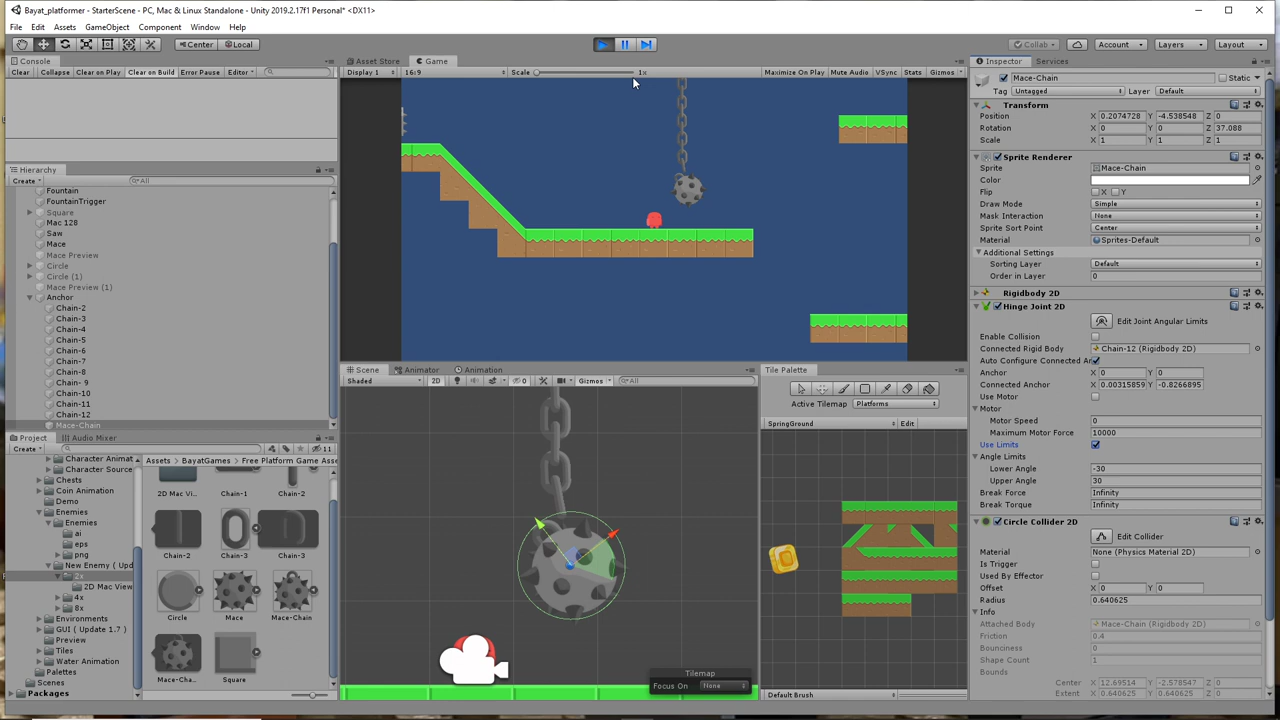 Bayat_platformer - StarterScene - PC, Mac & Linux Standalone - Unity 2019.2.17f1 Personal* <DX11>
File Edit Assets GameObject Component Window Help
Center Local Collab Account Layers Layout
Console
Clear Collapse Clear on Play Clear on Build Error Pause Editor
Hierarchy
Create All
Fountain
FountainTrigger
Square
Mac 128
Saw
Mace
Mace Preview
Circle
Circle (1)
Mace Preview (1)
Anchor
Chain-2
Chain-3
Chain-4
Chain-5
Chain-6
Chain-7
Chain-8
Chain- 9
Chain-10
Chain-11
Chain-12
Mace-Chain
Project Audio Mixer
Create 11
Character Animat
Character Source
Chests
Coin Animation
Demo
Enemies
Enemies
ai
eps
png
New Enemy ( Upd
2x
2D Mac View
4x
8x
Environments
GUI ( Update 1.7 )
Preview
Tiles
Water Animation
Palettes
Scenes
Packages
Assets BayatGames Free Platform Game Asset
2D Mac Vi... Chain-1 Chain-2
Chain-2 Chain-3 Chain-3
Circle Mace Mace-Chain
Mace-Cha... Square
Asset Store Game
Display 1 16:9 Scale 1x Maximize On Play Mute Audio VSync Stats Gizmos
Scene Animator Animation
Shaded 2D 0 Gizmos All
Tilemap
Focus On None
Tile Palette
Active Tilemap Platforms
SpringGround Edit
Default Brush
Inspector Services
Mace-Chain Static
Tag Untagged Layer Default
Transform
Position X 0.2074728 Y -4.538548 Z 0
Rotation X 0 Y 0 Z 37.088
Scale X 1 Y 1 Z 1
Sprite Renderer
Sprite Mace-Chain
Color
Flip X Y
Draw Mode Simple
Mask Interaction None
Sprite Sort Point Center
Material Sprites-Default
Additional Settings
Sorting Layer Default
Order in Layer 0
Rigidbody 2D
Hinge Joint 2D
Edit Joint Angular Limits
Enable Collision
Connected Rigid Body Chain-12 (Rigidbody 2D)
Auto Configure Connected An
Anchor X 0 Y 0
Connected Anchor X 0.00315859 Y -0.8266895
Use Motor
Motor
Motor Speed 0
Maximum Motor Force 10000
Use Limits
Angle Limits
Lower Angle -30
Upper Angle 30
Break Force Infinity
Break Torque Infinity
Circle Collider 2D
Edit Collider
Material None (Physics Material 2D)
Is Trigger
Used By Effector
Offset X 0 Y 0
Radius 0.640625
Info
Attached Body Mace-Chain (Rigidbody 2D)
Friction 0.4
Bounciness 0
Shape Count 1
Bounds
Center X 12.69514 Y -2.578547 Z 0
Extent X 0.640625 Y 0.640625 Z 0